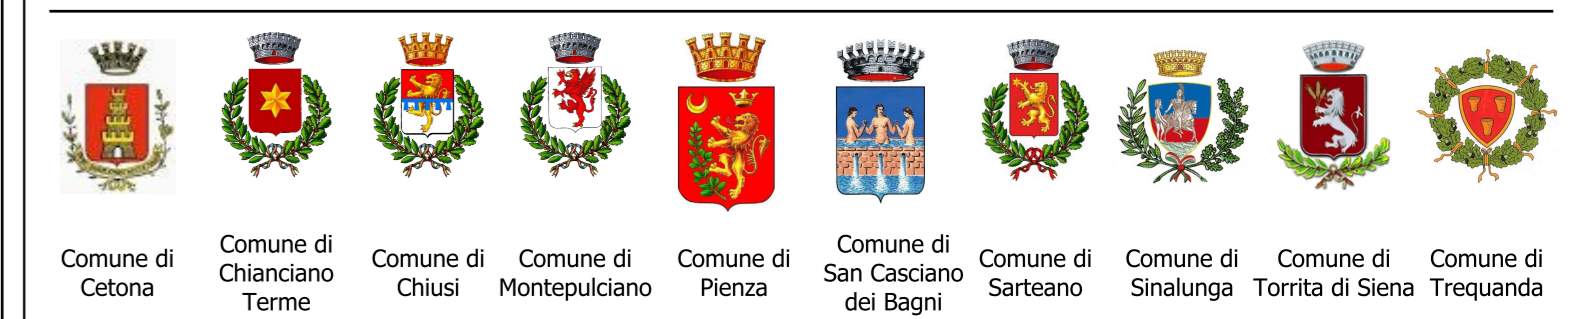 Comune di
Cetona
Comune di
Chianciano
Terme
Comune di
Chiusi
Comune di
Montepulciano
Comune di
Pienza
Comune di
San Casciano
dei Bagni
Comune di
Sarteano
Comune di
Sinalunga
Comune di
Torrita di Siena
Comune di
Trequanda